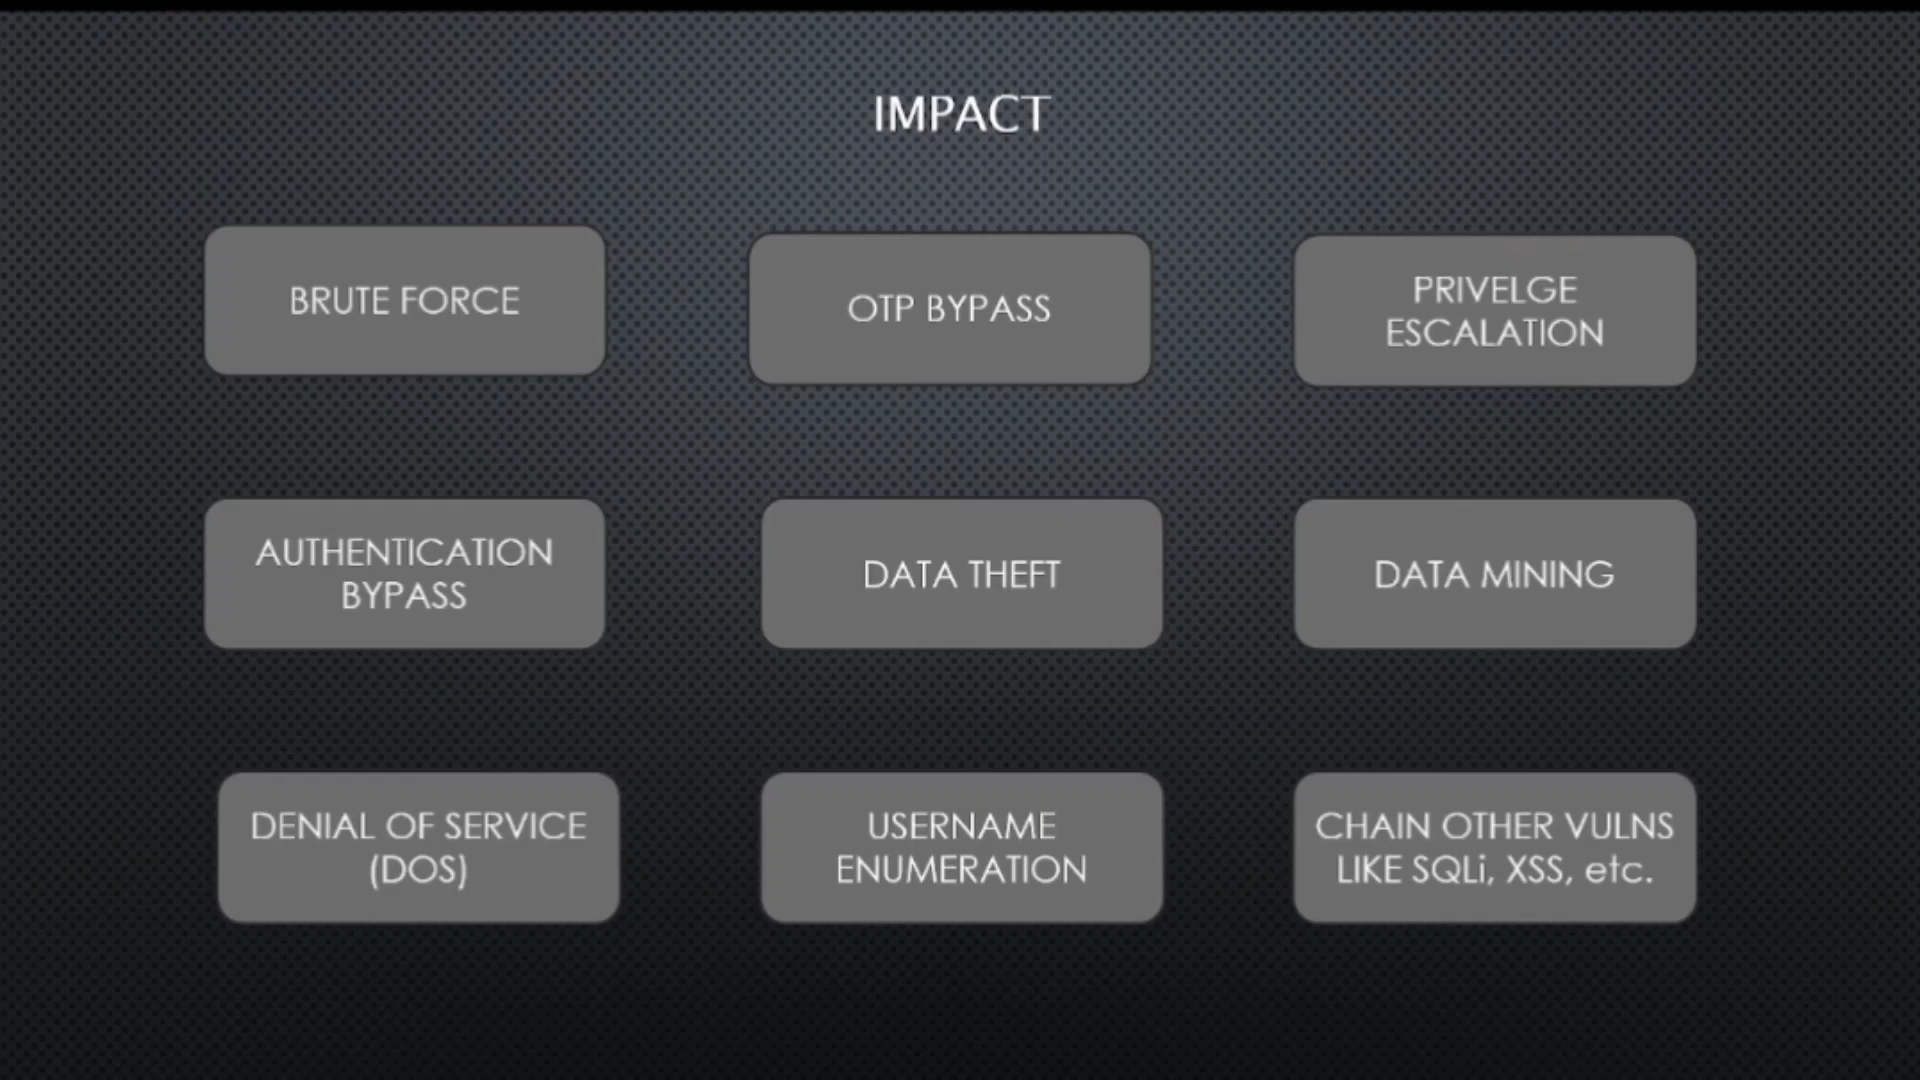 IMPACT
BRUTE FORCE
OTP BYPASS
PRIVELGE
ESCALATION
AUTHENTICATION
BYPASS
DATA THEFT
DATA MINING
DENIAL OF SERVICE
(DOS)
USERNAME
ENUMERATION
CHAIN OTHER VULNS
LIKE SQLi, XSS, etc.